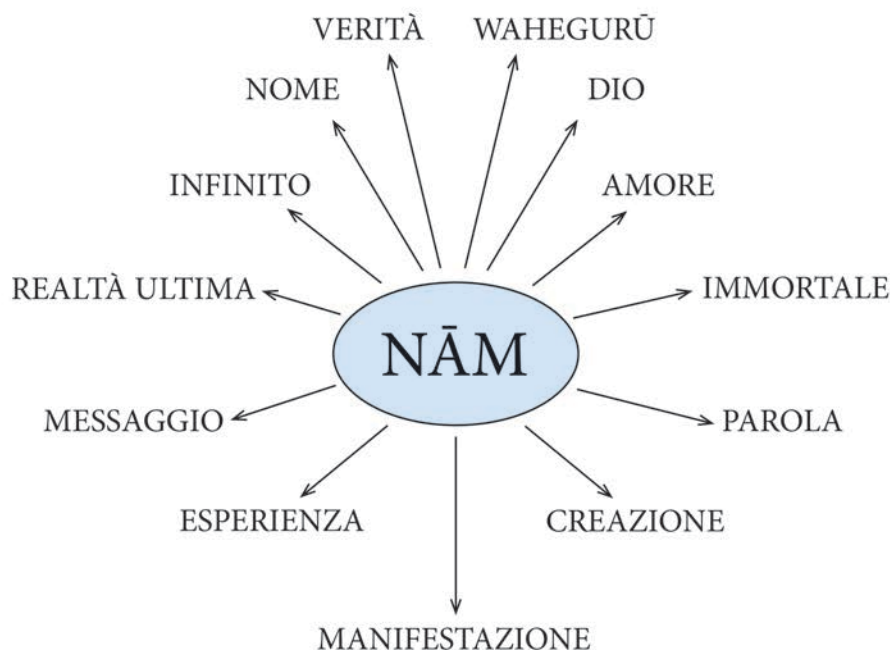 VERITÀ
WAHEGURŪ
NOME
DIO
INFINITO
AMORE
REALTÀ ULTIMA
IMMORTALE
NĀM
MESSAGGIO
PAROLA
ESPERIENZA
CREAZIONE
MANIFESTAZIONE